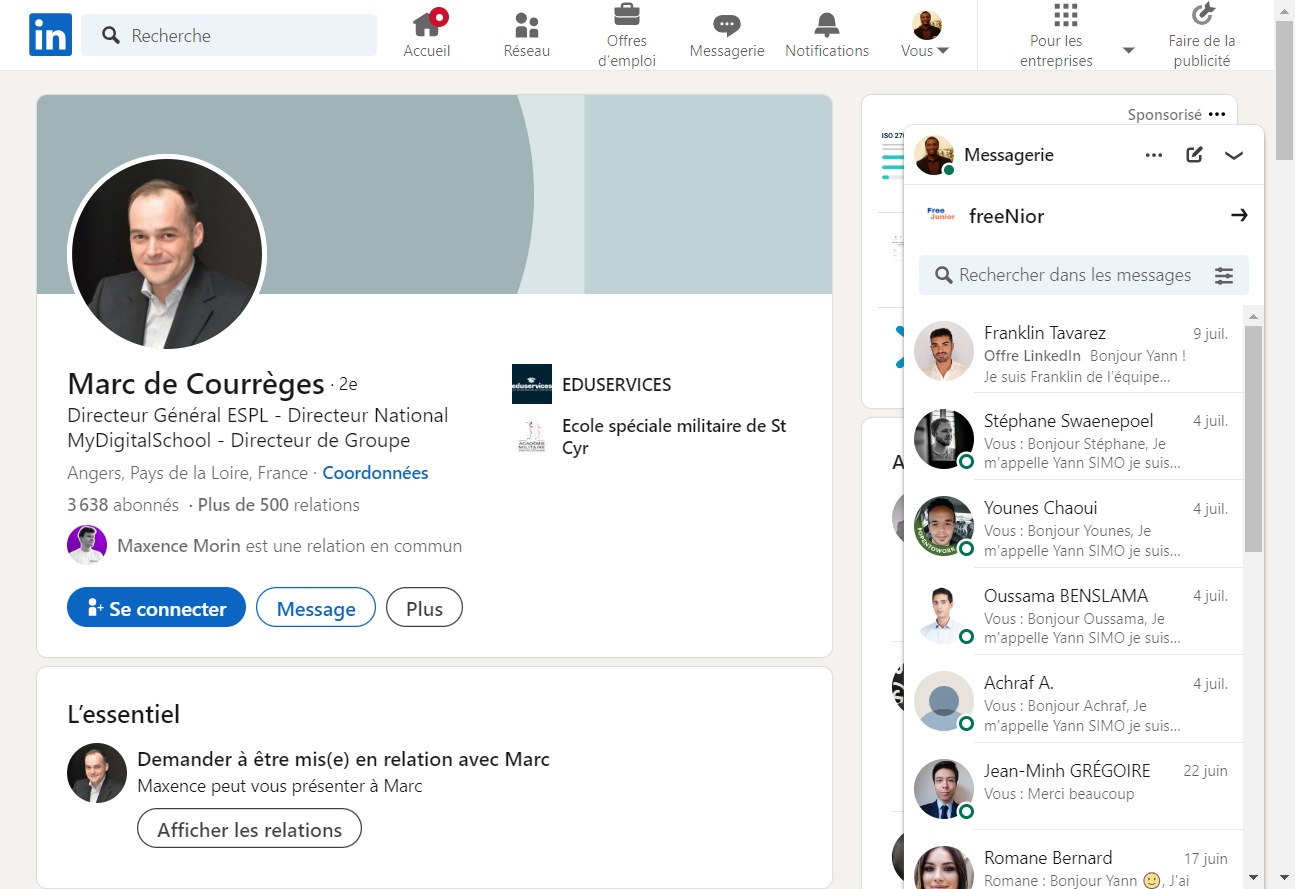 in
Recherche
Accueil
Réseau
Offres
d'emploi
Messagerie
Notifications
Vous
Pour les
entreprises
Faire de la
publicité
Marc de Courrèges · 2e
Directeur Général ESPL - Directeur National
MyDigitalSchool - Directeur de Groupe
Angers, Pays de la Loire, France · Coordonnées
3 638 abonnés · Plus de 500 relations
Maxence Morin est une relation en commun
Se connecter
Message
Plus
eduservices
EDUSERVICES
ACADÉMIE
MILITAIRE
Ecole spéciale militaire de St
Cyr
L'essentiel
Demander à être mis(e) en relation avec Marc
Maxence peut vous présenter à Marc
Afficher les relations
Sponsorisé
ISO
Messagerie
Free
Junior
freeNior
Rechercher dans les messages
Franklin Tavarez 9 juil.
Offre LinkedIn Bonjour Yann !
Je suis Franklin de l'équipe...
Stéphane Swaenepoel 4 juil.
Vous : Bonjour Stéphane, Je
m'appelle Yann SIMO je suis...
Younes Chaoui 4 juil.
Vous : Bonjour Younes, Je
m'appelle Yann SIMO je suis...
#OPENTOWORK
Oussama BENSLAMA 4 juil.
Vous : Bonjour Oussama, Je
m'appelle Yann SIMO je suis...
Achraf A. 4 juil.
Vous : Bonjour Achraf, Je
m'appelle Yann SIMO je suis...
Jean-Minh GRÉGOIRE 22 juin
Vous : Merci beaucoup
Romane Bernard 17 juin
Romane : Bonjour Yann 🙂, J'ai